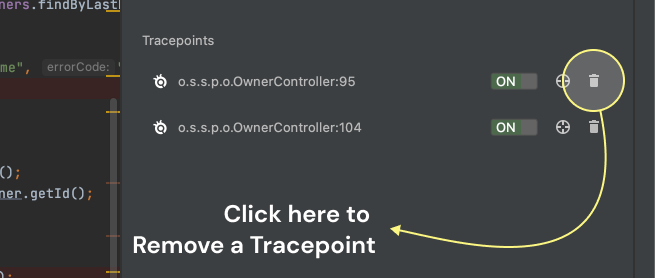 ners.findByLast
Tracepoints
me", errorCode:
o.s.s.p.o.OwnerController:95 ON
o.s.s.p.o.OwnerController:104 ON
();
ner.getId();
Click here to
Remove a Tracepoint
);